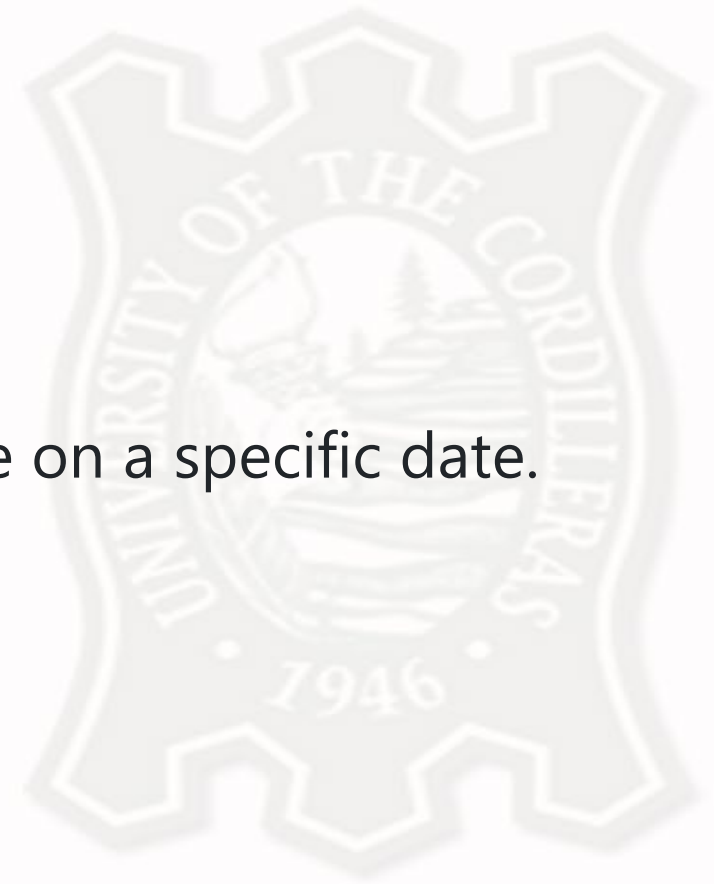 UNIVERSITY OF THE CORDILLERAS
e on a specific date.
1946